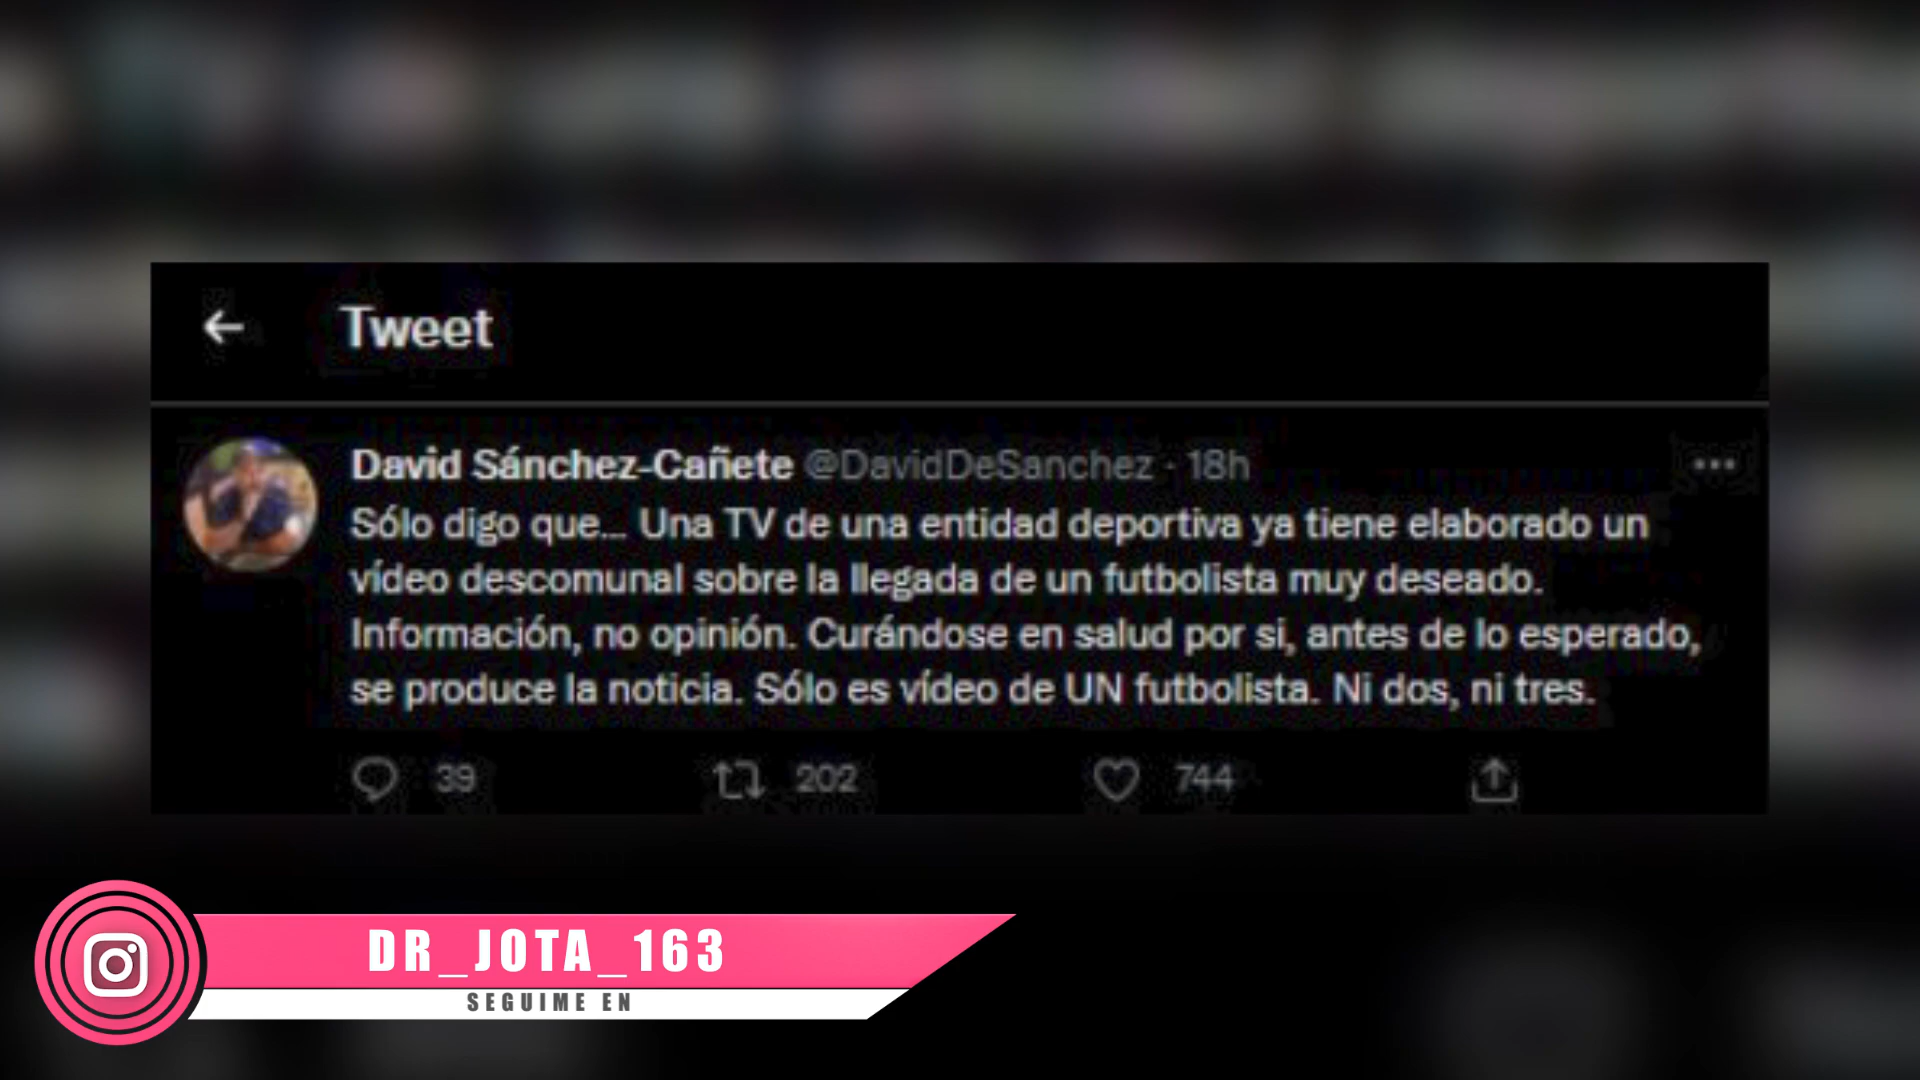 Tweet
David Sánchez-Cañete @DavidDeSanchez · 18h
Sólo digo que... Una TV de una entidad deportiva ya tiene elaborado un
vídeo descomunal sobre la llegada de un futbolista muy deseado.
Información, no opinión. Curándose en salud por si, antes de lo esperado,
se produce la noticia. Sólo es vídeo de UN futbolista. Ni dos, ni tres.
39 202 744
DR_JOTA_163
SEGUIME EN